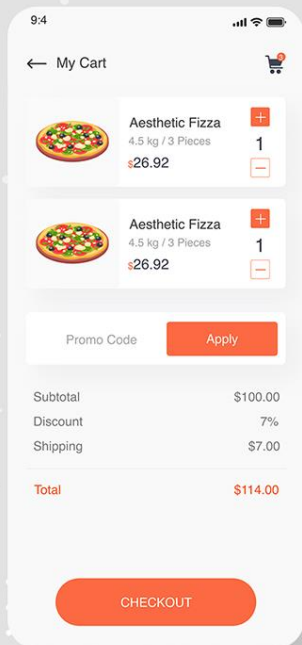 9:4
My Cart
Aesthetic Fizza
4.5 kg / 3 Pieces
$26.92
1
Aesthetic Fizza
4.5 kg / 3 Pieces
$26.92
1
Promo Code
Apply
Subtotal $100.00
Discount 7%
Shipping $7.00
Total $114.00
CHECKOUT